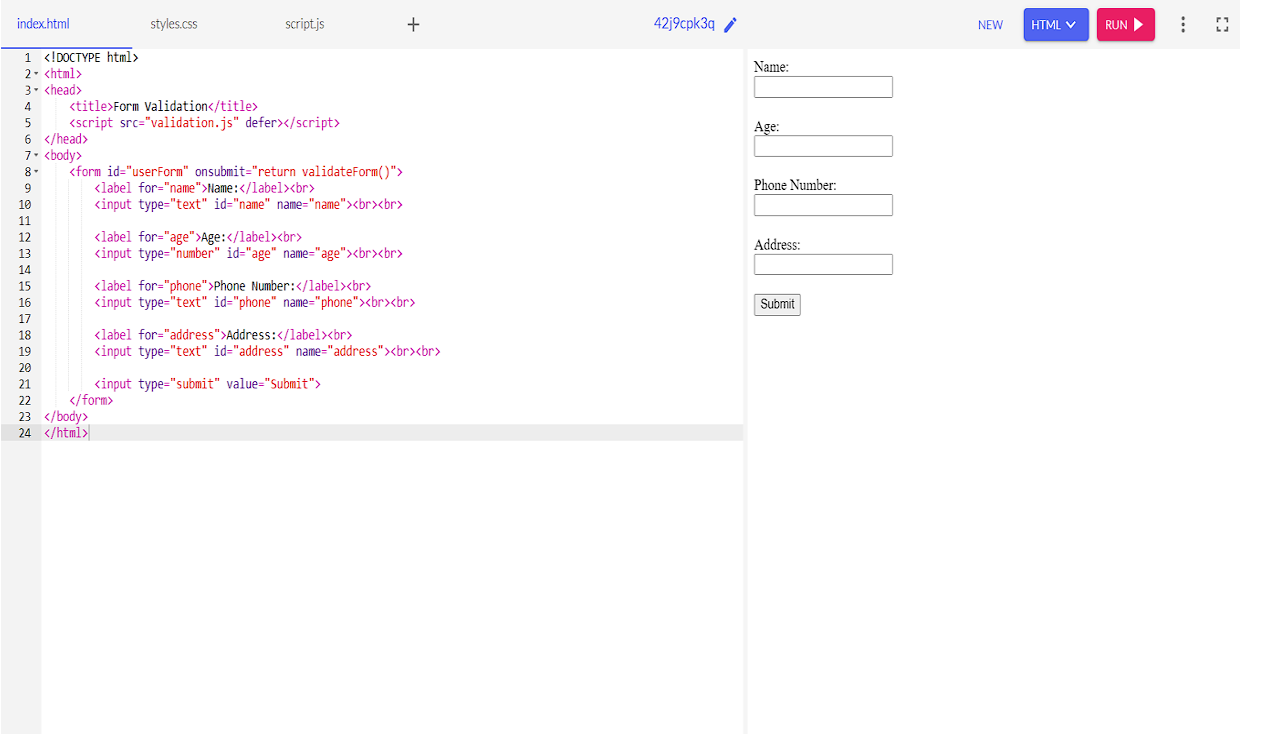 index.html styles.css script.js + 42j9cpk3q NEW HTML RUN
1 <!DOCTYPE html>
2 <html>
3 <head>
4     <title>Form Validation</title>
5     <script src="validation.js" defer></script>
6 </head>
7 <body>
8     <form id="userForm" onsubmit="return validateForm()">
9         <label for="name">Name:</label><br>
10         <input type="text" id="name" name="name"><br><br>
11
12         <label for="age">Age:</label><br>
13         <input type="number" id="age" name="age"><br><br>
14
15         <label for="phone">Phone Number:</label><br>
16         <input type="text" id="phone" name="phone"><br><br>
17
18         <label for="address">Address:</label><br>
19         <input type="text" id="address" name="address"><br><br>
20
21         <input type="submit" value="Submit">
22     </form>
23 </body>
24 </html>
Name:
Age:
Phone Number:
Address:
Submit